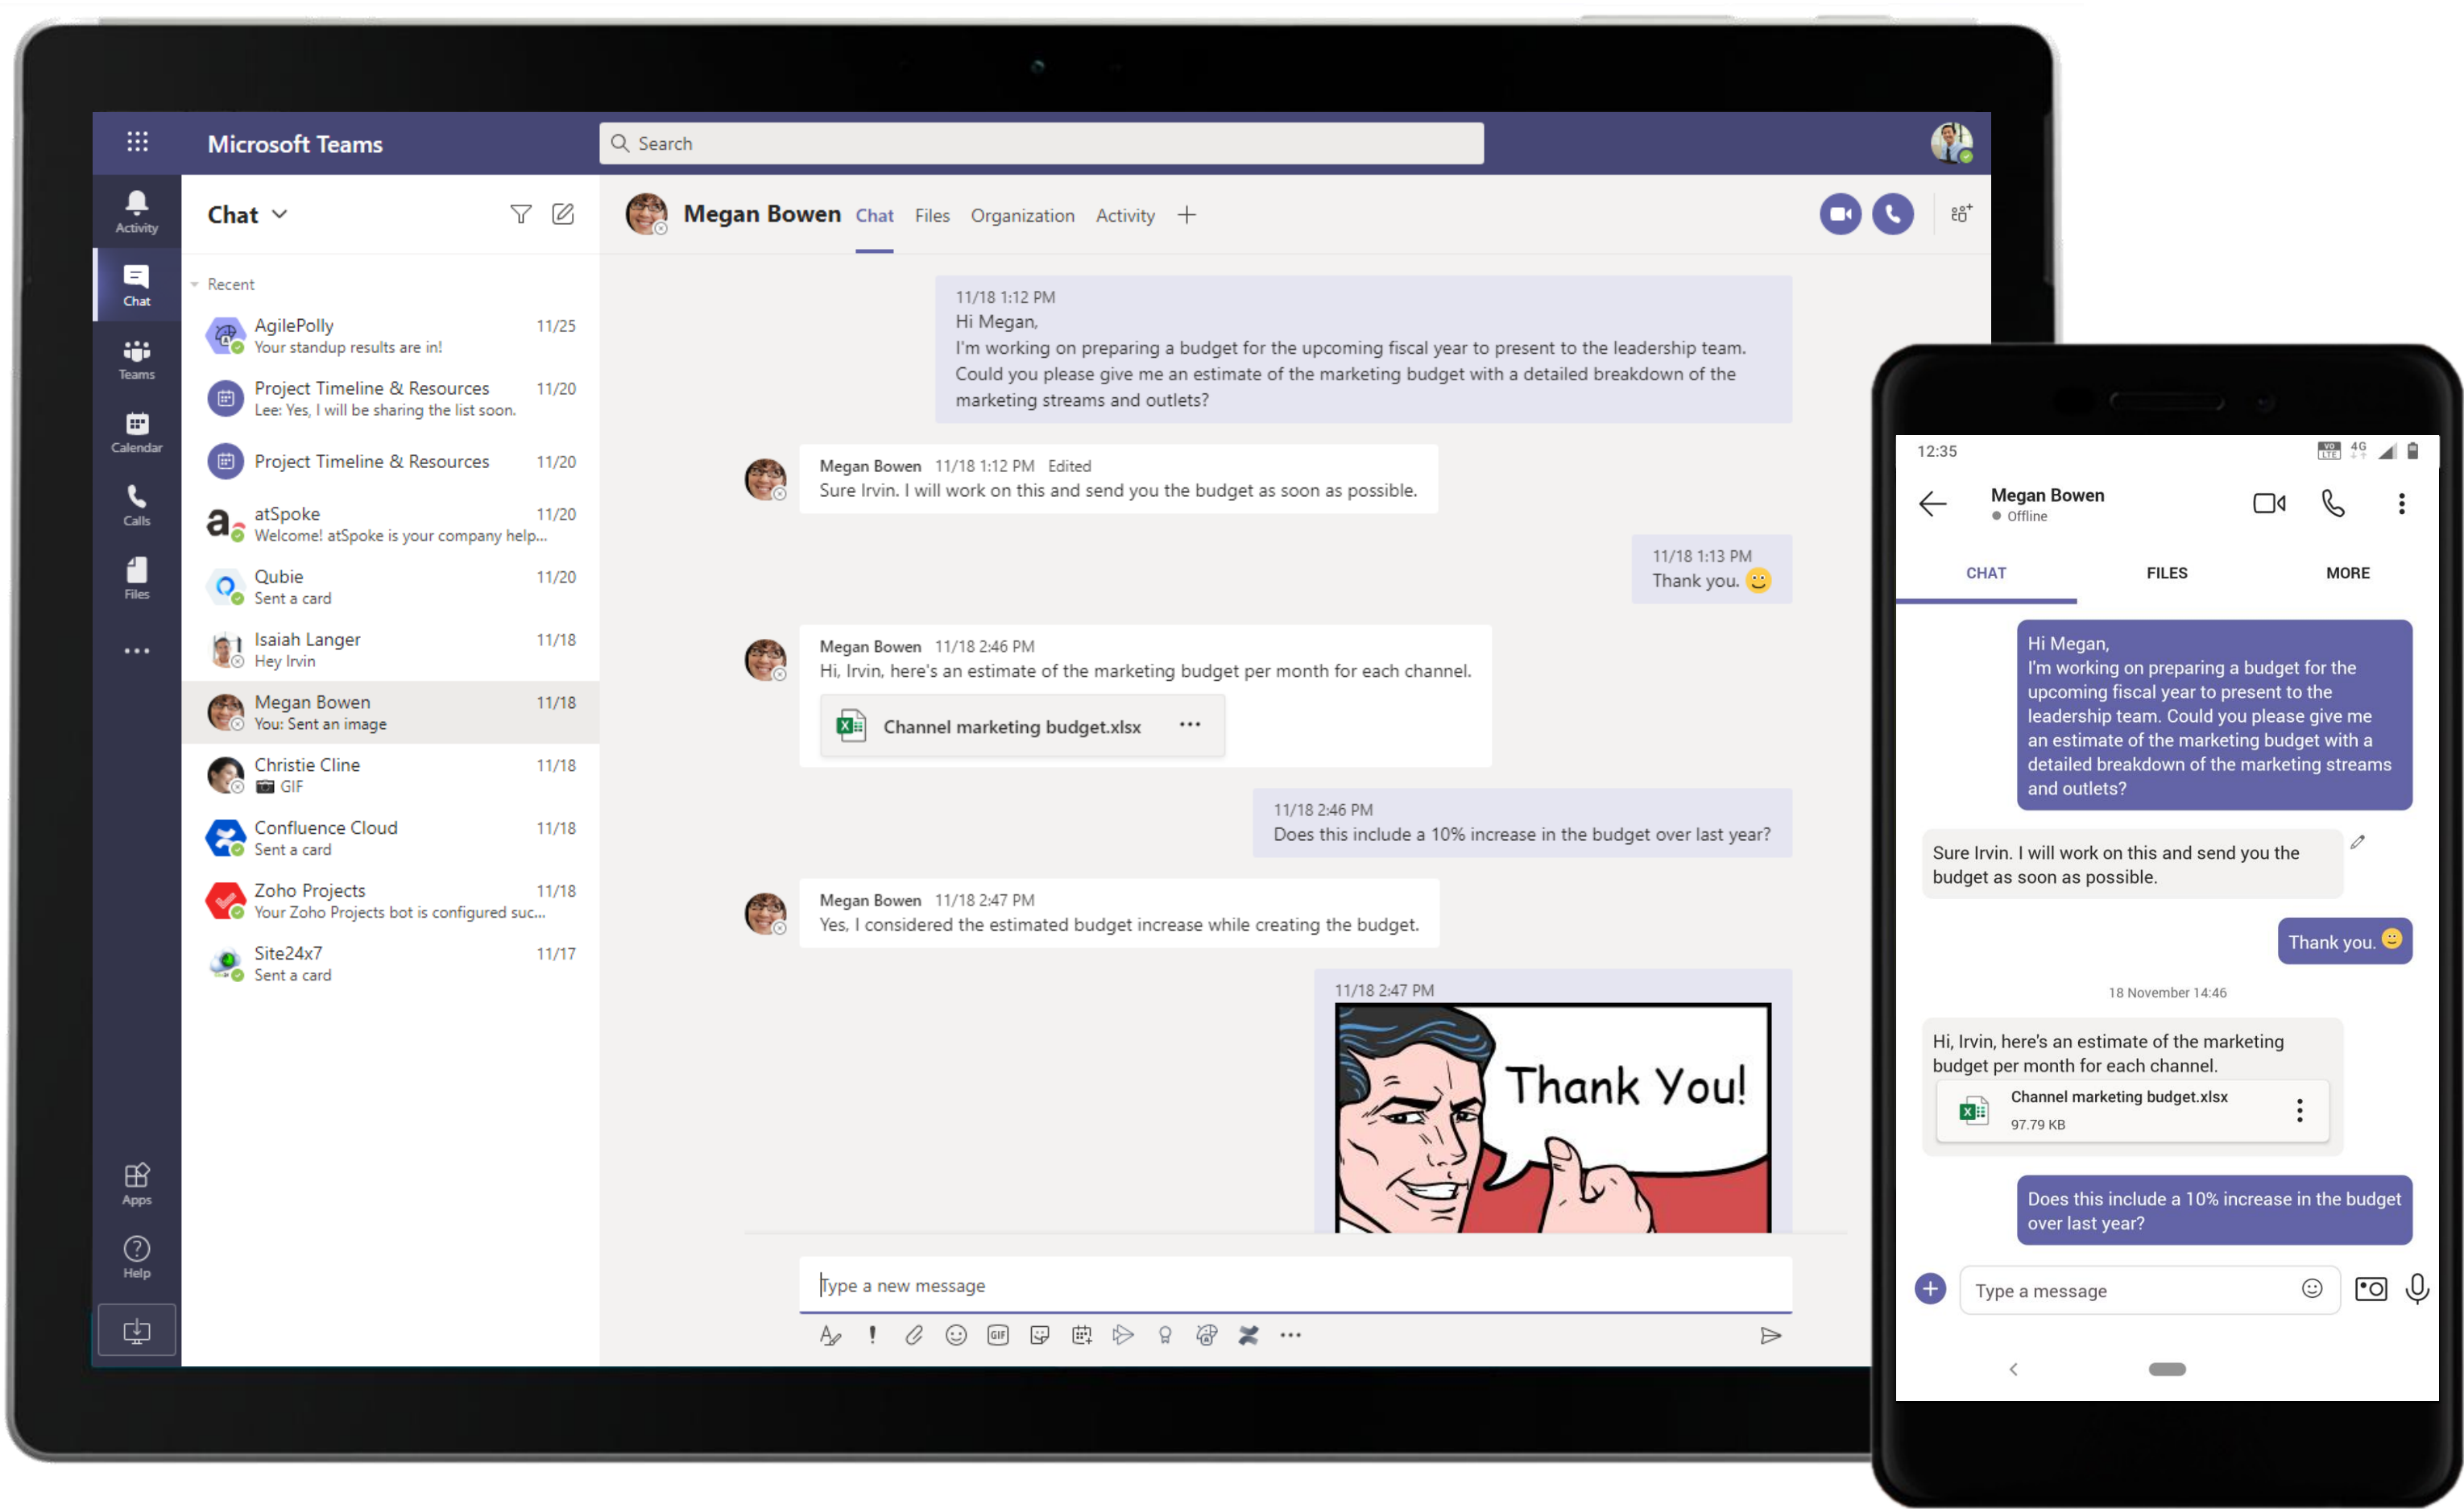 Microsoft Teams
Search
Activity
Chat
Teams
Calendar
Calls
Files
Apps
Help
Chat
Recent
AgilePolly 11/25
Your standup results are in!
Project Timeline & Resources 11/20
Lee: Yes, I will be sharing the list soon.
Project Timeline & Resources 11/20
atSpoke 11/20
Welcome! atSpoke is your company help...
Qubie 11/20
Sent a card
Isaiah Langer 11/18
Hey Irvin
Megan Bowen 11/18
You: Sent an image
Christie Cline 11/18
GIF
Confluence Cloud 11/18
Sent a card
Zoho Projects 11/18
Your Zoho Projects bot is configured suc...
Site24x7 11/17
Sent a card
Megan Bowen Chat Files Organization Activity
11/18 1:12 PM
Hi Megan,
I'm working on preparing a budget for the upcoming fiscal year to present to the leadership team.
Could you please give me an estimate of the marketing budget with a detailed breakdown of the
marketing streams and outlets?
Megan Bowen 11/18 1:12 PM Edited
Sure Irvin. I will work on this and send you the budget as soon as possible.
11/18 1:13 PM
Thank you. 🙂
Megan Bowen 11/18 2:46 PM
Hi, Irvin, here's an estimate of the marketing budget per month for each channel.
Channel marketing budget.xlsx
11/18 2:46 PM
Does this include a 10% increase in the budget over last year?
Megan Bowen 11/18 2:47 PM
Yes, I considered the estimated budget increase while creating the budget.
11/18 2:47 PM
Thank You!
Type a new message
GIF
12:35 VO LTE 4G
Megan Bowen
Offline
CHAT FILES MORE
Hi Megan,
I'm working on preparing a budget for the
upcoming fiscal year to present to the
leadership team. Could you please give me
an estimate of the marketing budget with a
detailed breakdown of the marketing streams
and outlets?
Sure Irvin. I will work on this and send you the
budget as soon as possible.
Thank you. 🙂
18 November 14:46
Hi, Irvin, here's an estimate of the marketing
budget per month for each channel.
Channel marketing budget.xlsx
97.79 KB
Does this include a 10% increase in the budget
over last year?
Type a message